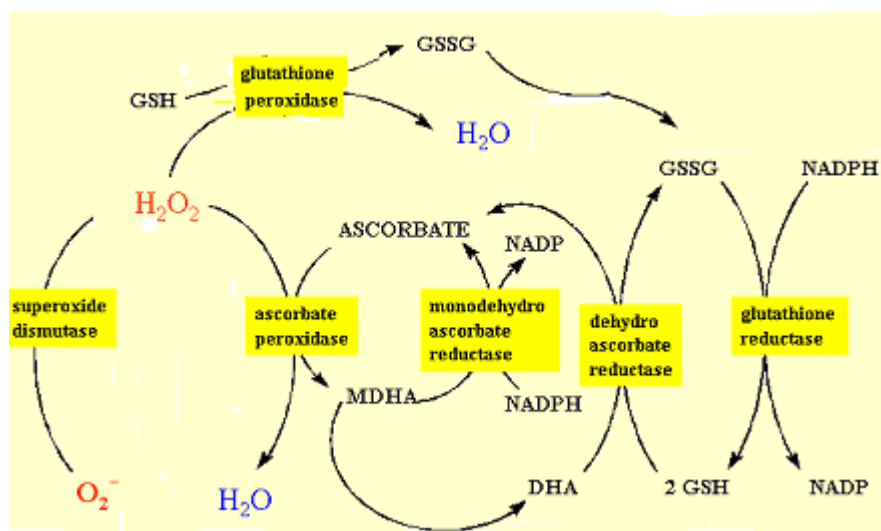 GSSG
glutathione
peroxidase
GSH
H₂O
GSSG
NADPH
H₂O₂
ASCORBATE
NADP
superoxide
dismutase
ascorbate
peroxidase
monodehydro
ascorbate
reductase
dehydro
ascorbate
reductase
glutathione
reductase
MDHA
NADPH
O₂⁻
H₂O
DHA
2 GSH
NADP